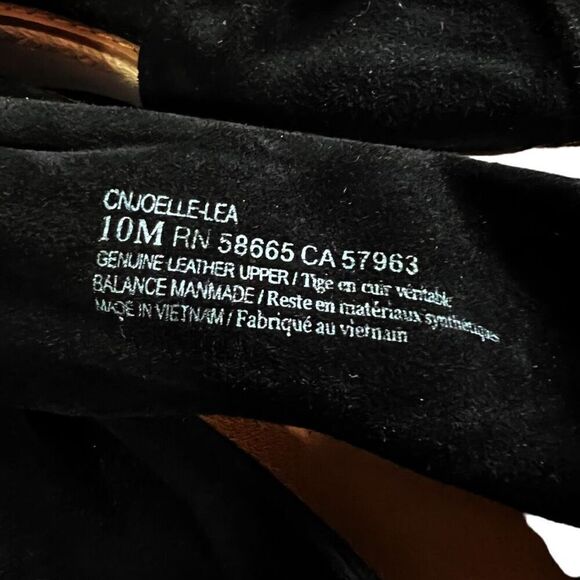 CNJOELLE-LEA
10M RN 58665 CA 57963
GENUINE LEATHER UPPER / Tige en cuir véritable
BALANCE MANMADE / Reste en matériaux synthétiques
MADE IN VIETNAM / Fabriqué au vietnam